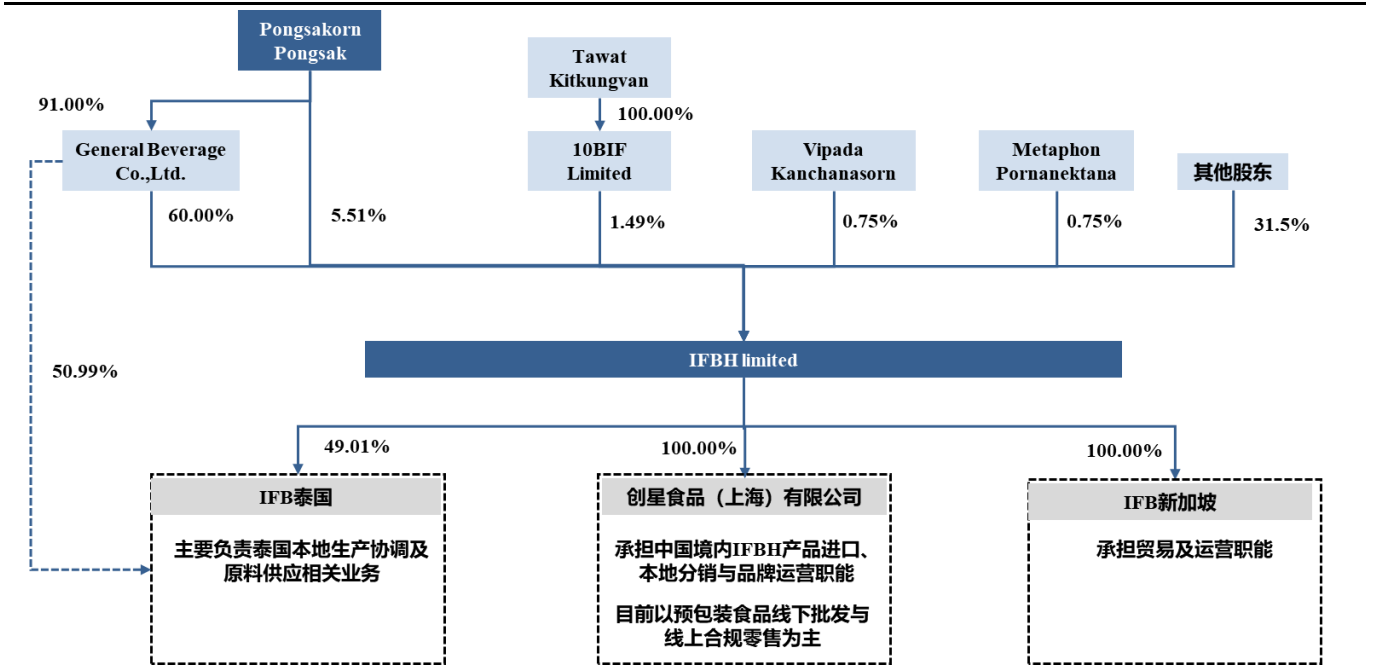 Pongsakorn
Pongsak
Tawat
Kitkungvan
91.00%
100.00%
General Beverage
Co.,Ltd.
10BIF
Limited
Vipada
Kanchanasorn
Metaphon
Pornanektana
其他股东
60.00%
5.51%
1.49%
0.75%
0.75%
31.5%
IFBH limited
50.99%
49.01%
100.00%
100.00%
IFB泰国
主要负责泰国本地生产协调及
原料供应相关业务
创星食品（上海）有限公司
承担中国境内IFBH产品进口、
本地分销与品牌运营职能
目前以预包装食品线下批发与
线上合规零售为主
IFB新加坡
承担贸易及运营职能